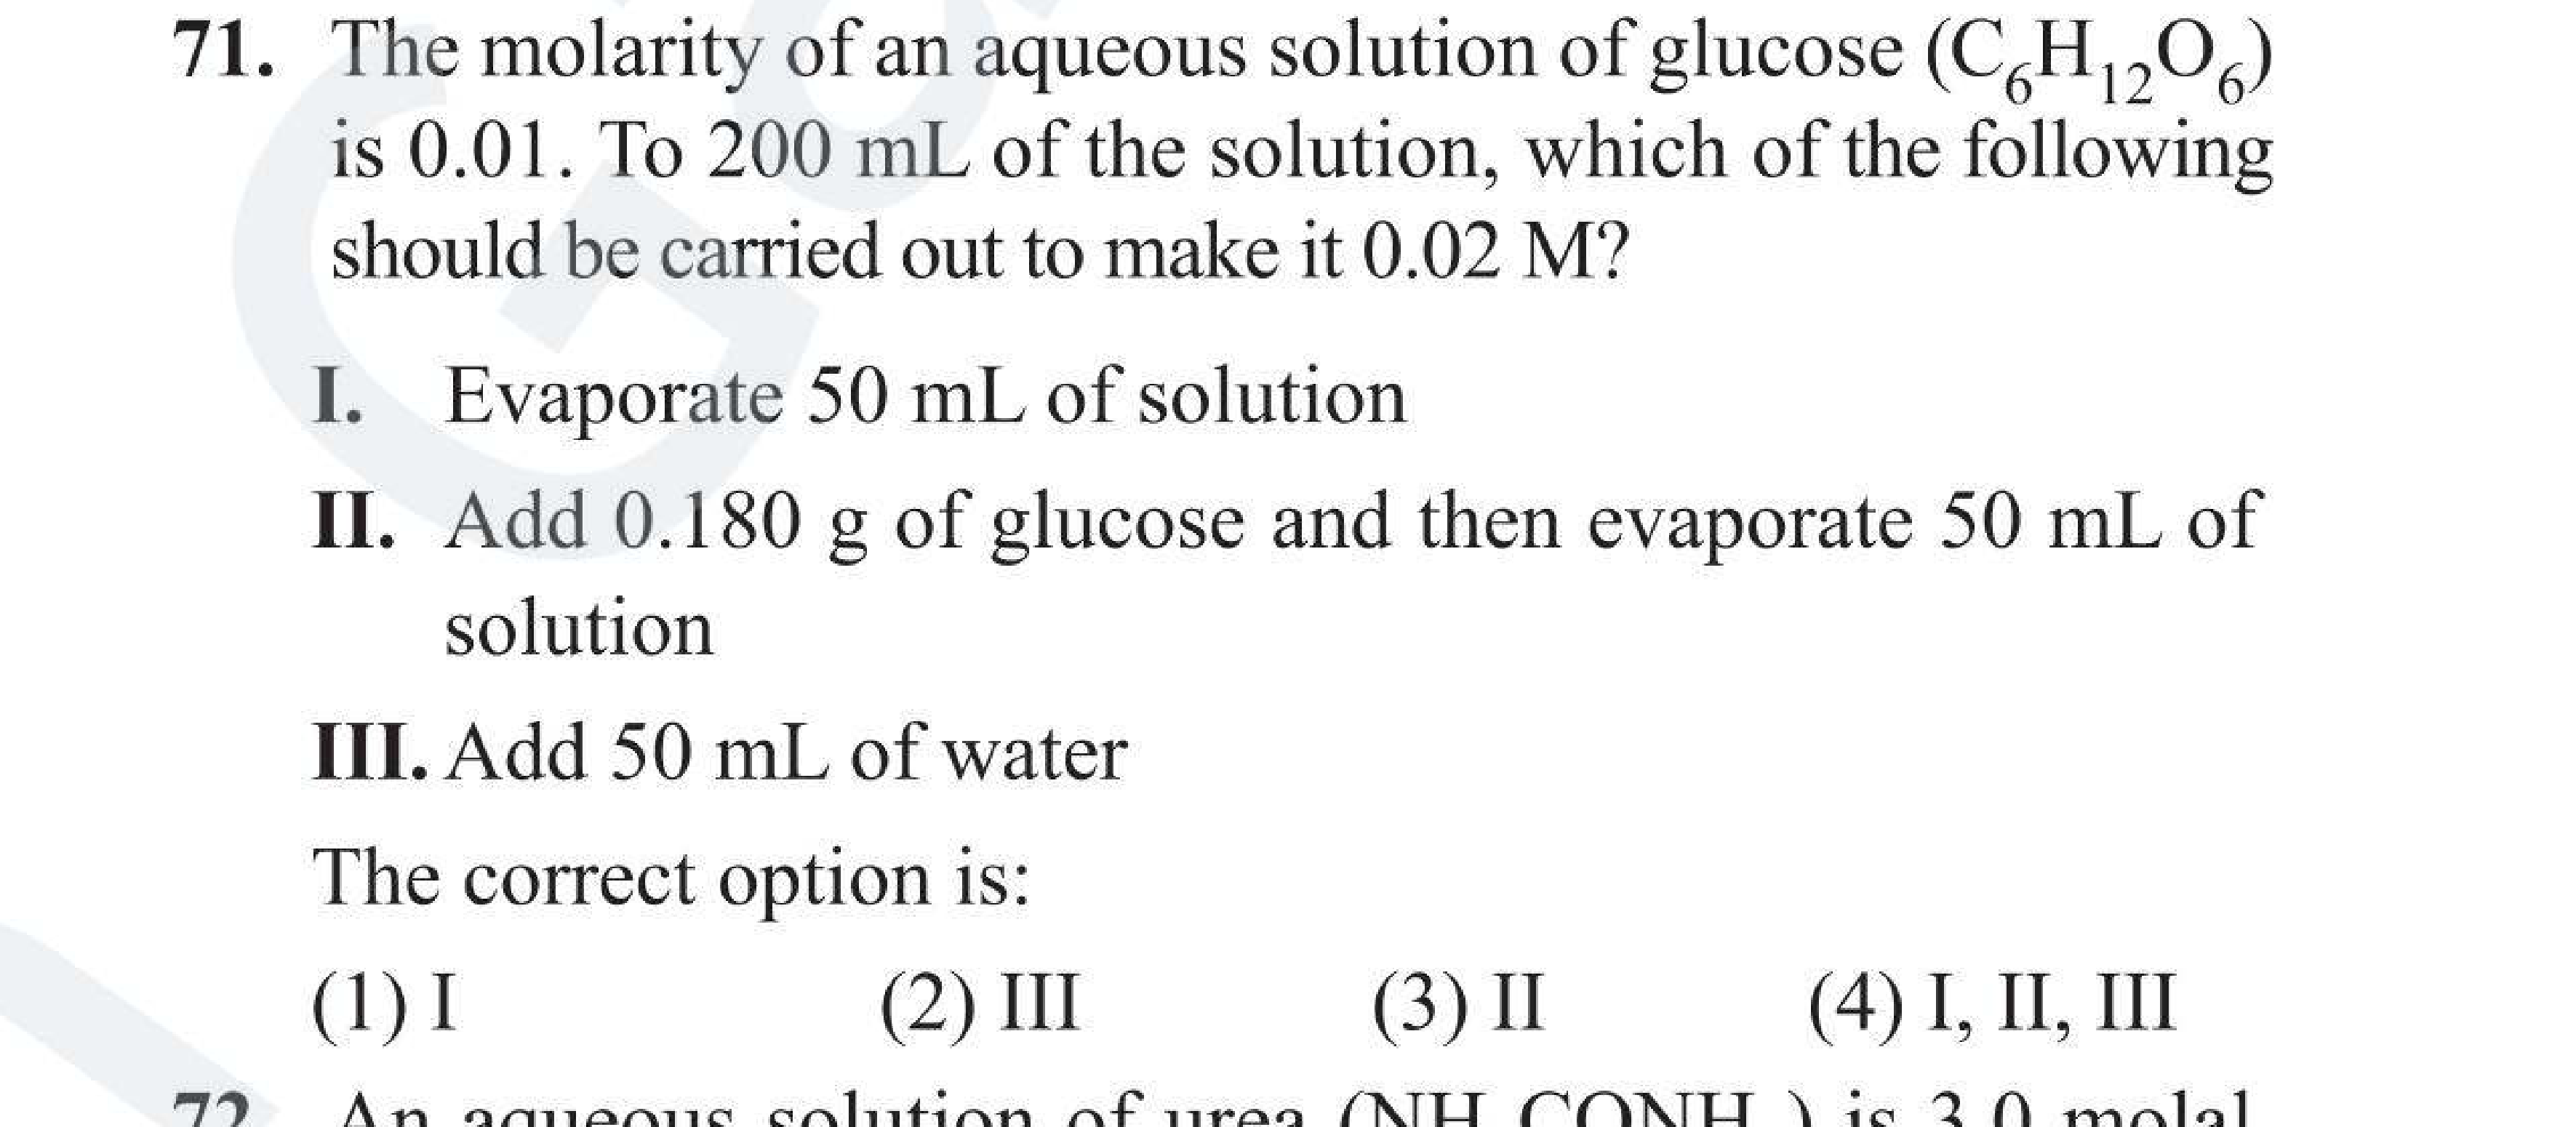 71. The molarity of an aqueous solution of glucose (C₆H₁₂O₆)
is 0.01. To 200 mL of the solution, which of the following
should be carried out to make it 0.02 M?
I. Evaporate 50 mL of solution
II. Add 0.180 g of glucose and then evaporate 50 mL of
solution
III. Add 50 mL of water
The correct option is:
(1) I (2) III (3) II (4) I, II, III
72 An aqueous solution of urea (NH CONH ) is 3.0 molal